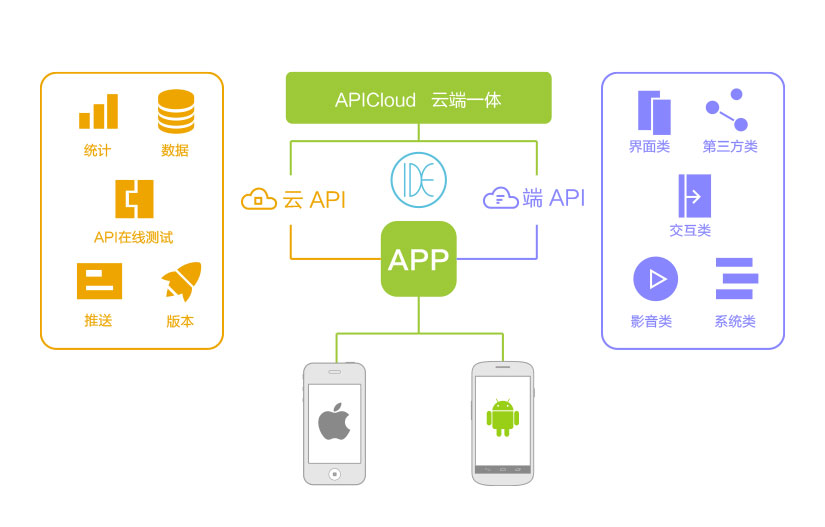 APICloud 云端一体
统计
数据
API在线测试
推送
版本
云 API
IDE
端 API
APP
界面类
第三方类
交互类
影音类
系统类